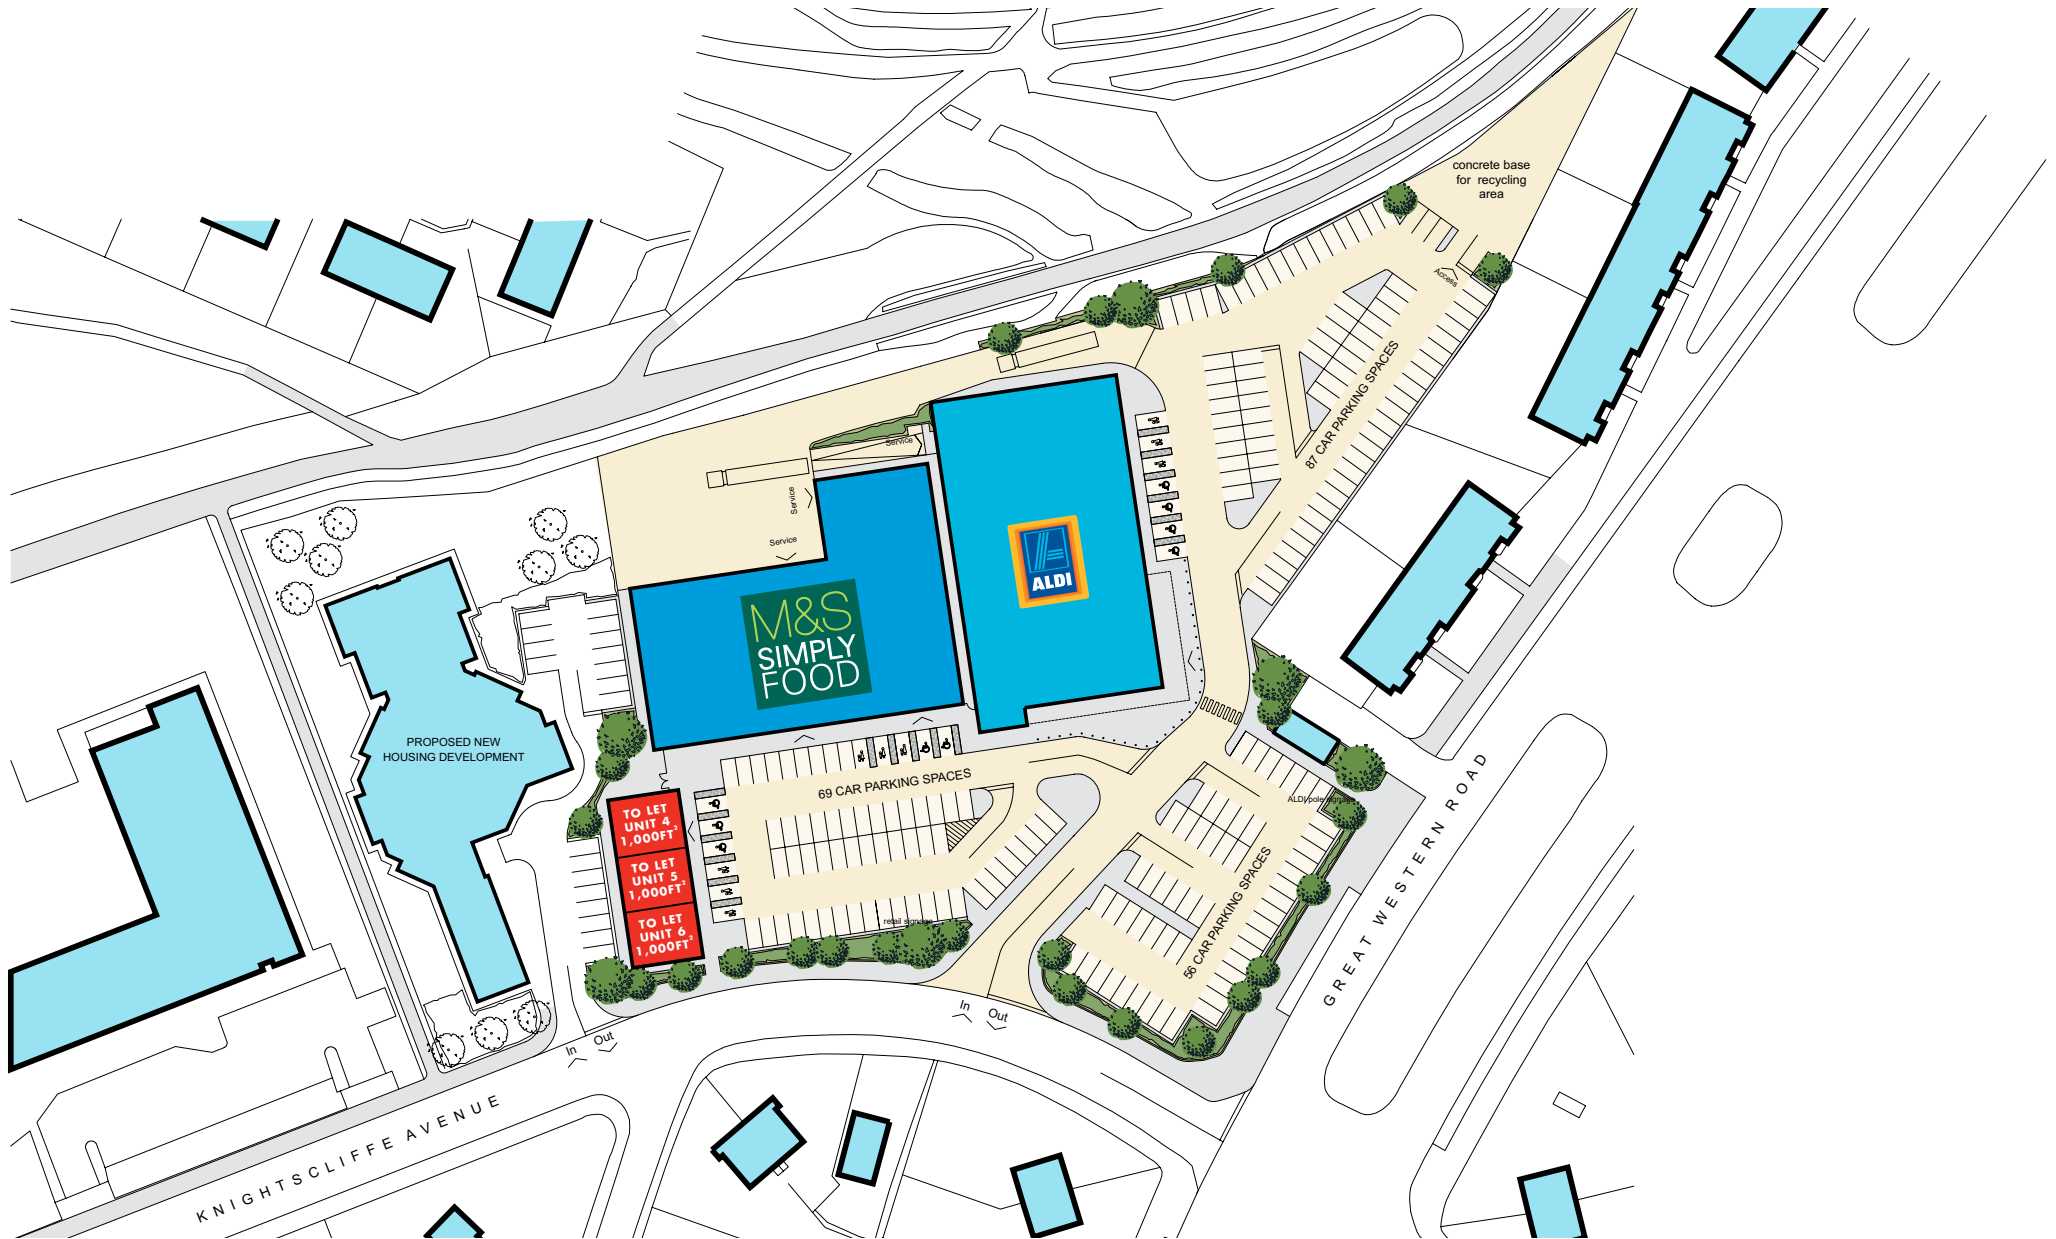 concrete base
for recycling
area
Access
87 CAR PARKING SPACES
Service
Service
Service
ALDI
M&S
SIMPLY
FOOD
PROPOSED NEW
HOUSING DEVELOPMENT
69 CAR PARKING SPACES
TO LET
UNIT 4
1,000FT²
TO LET
UNIT 5
1,000FT²
TO LET
UNIT 6
1,000FT²
retail signage
ALDI pole signage
56 CAR PARKING SPACES
GREAT WESTERN ROAD
In
Out
In
Out
KNIGHTSCLIFFE AVENUE